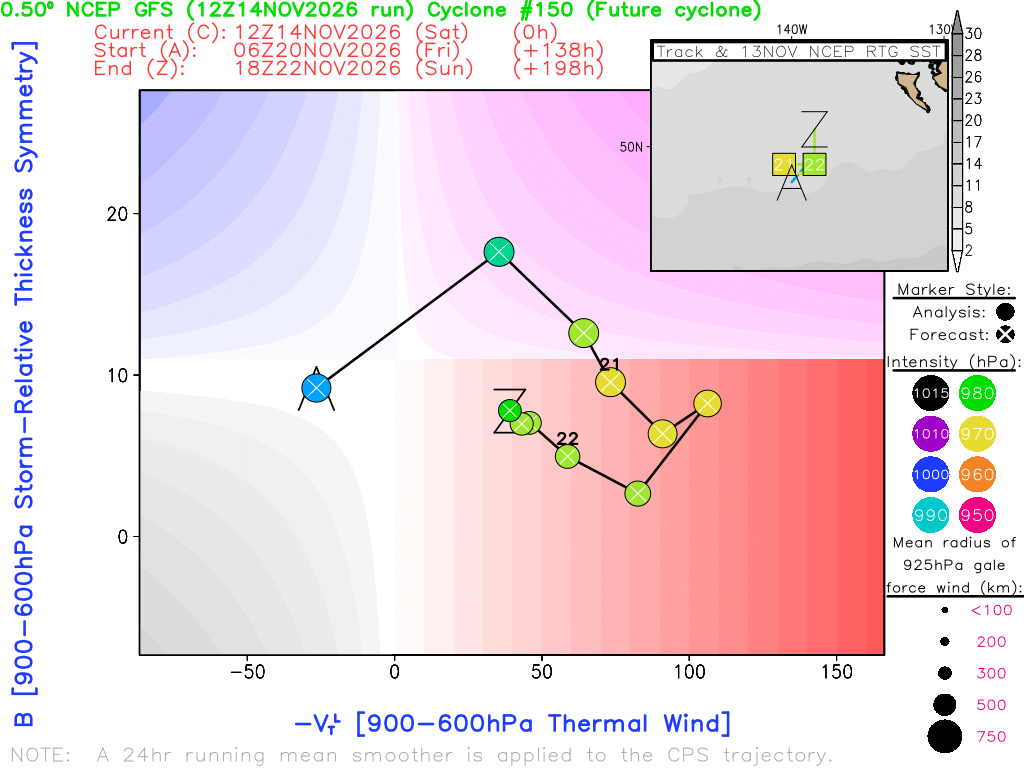 0.50° NCEP GFS (12Z14NOV2026 run) Cyclone #150 (Future cyclone)
Current (C): 12Z14NOV2026 (Sat) (0h)
Start (A): 06Z20NOV2026 (Fri) (+138h)
End (Z): 18Z22NOV2026 (Sun) (+198h)
140W 130
Track & 13NOV NCEP RTG SST
50N
21 22
Z
A
30
28
26
23
20
17
14
11
8
5
2
B [900-600hPa Storm-Relative Thickness Symmetry]
20
10
0
A
21
Z
22
-50 0 50 100 150
-V_T^L [900-600hPa Thermal Wind]
Marker Style:
Analysis:
Forecast:
Intensity (hPa):
1015 980
1010 970
1000 960
990 950
Mean radius of
925hPa gale
force wind (km):
<100
200
300
500
750
NOTE: A 24hr running mean smoother is applied to the CPS trajectory.